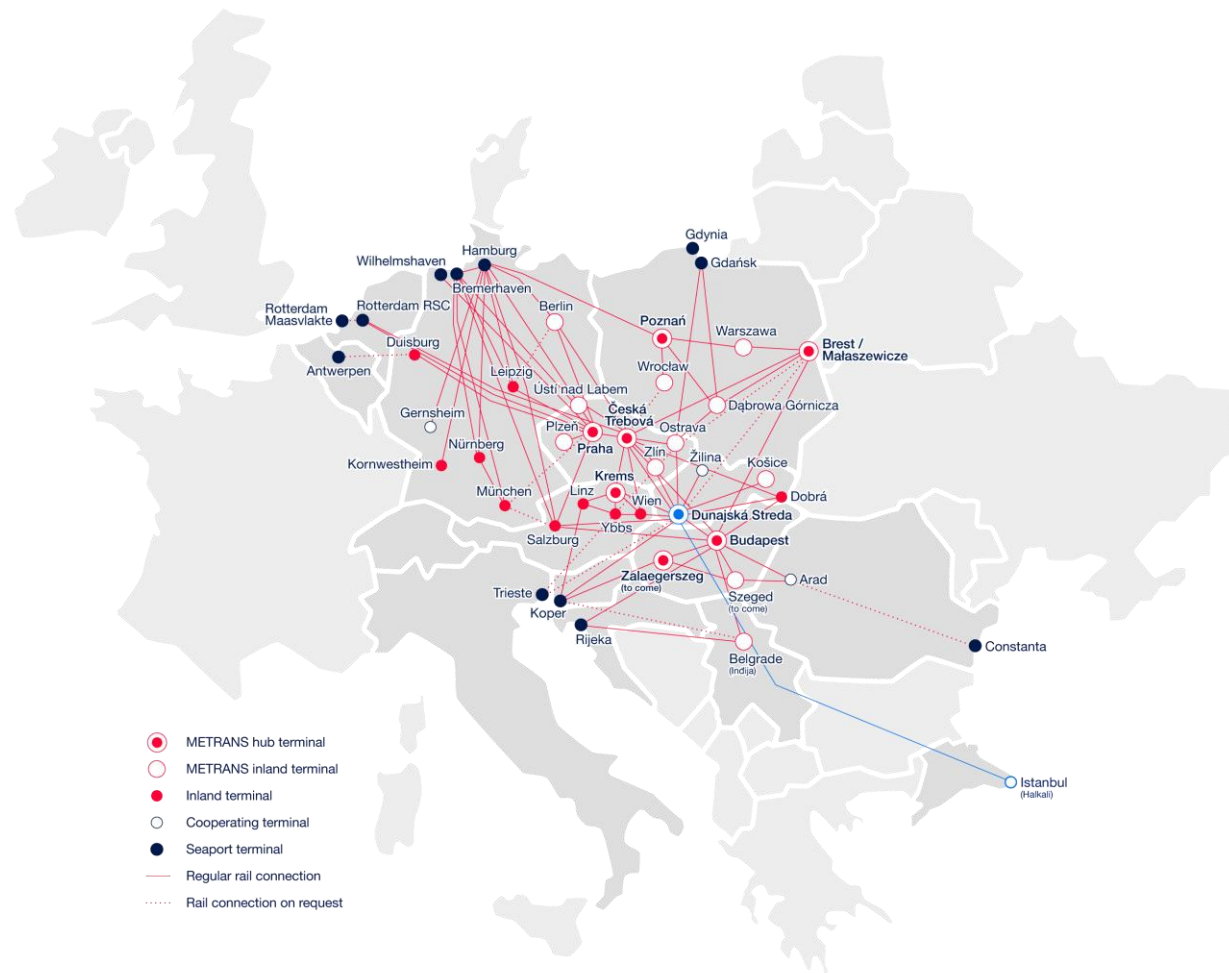 Gdynia
Hamburg
Gdańsk
Wilhelmshaven
Bremerhaven
Rotterdam
Maasvlakte
Rotterdam RSC
Berlin
Poznań
Warszawa
Duisburg
Brest /
Małaszewicze
Antwerpen
Leipzig
Wrocław
Ústí nad Labem
Gernsheim
Česká
Třebová
Dąbrowa Górnicza
Plzeň
Praha
Ostrava
Nürnberg
Zlín
Žilina
Košice
Kornwestheim
Krems
München
Linz
Wien
Dobrá
Ybbs
Dunajská Streda
Salzburg
Budapest
Zalaegerszeg
(to come)
Arad
Trieste
Koper
Szeged
(to come)
Rijeka
Constanta
Belgrade
(Inđija)
METRANS hub terminal
METRANS inland terminal
Inland terminal
Istanbul
(Halkali)
Cooperating terminal
Seaport terminal
Regular rail connection
Rail connection on request